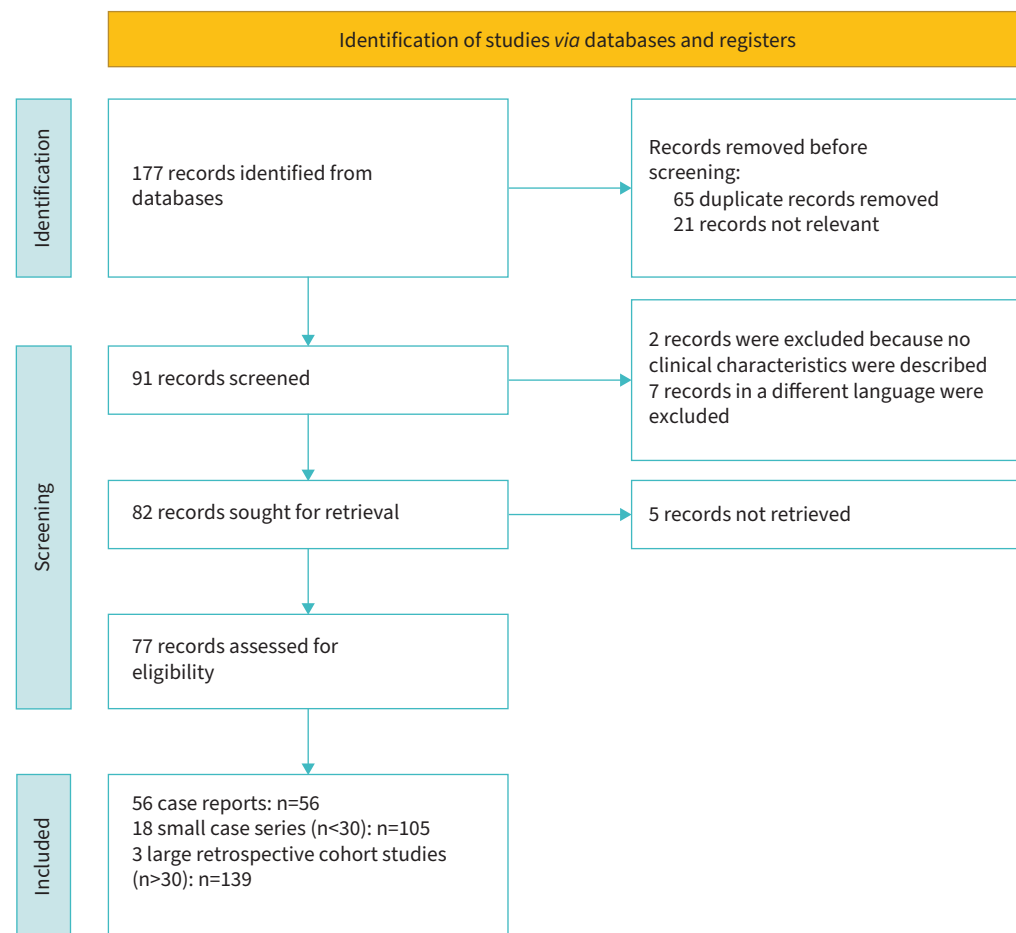 Identification of studies via databases and registers
Identification
177 records identified from
databases
Records removed before
screening:
65 duplicate records removed
21 records not relevant
Screening
91 records screened
2 records were excluded because no
clinical characteristics were described
7 records in a different language were
excluded
82 records sought for retrieval
5 records not retrieved
77 records assessed for
eligibility
Included
56 case reports: n=56
18 small case series (n<30): n=105
3 large retrospective cohort studies
(n>30): n=139